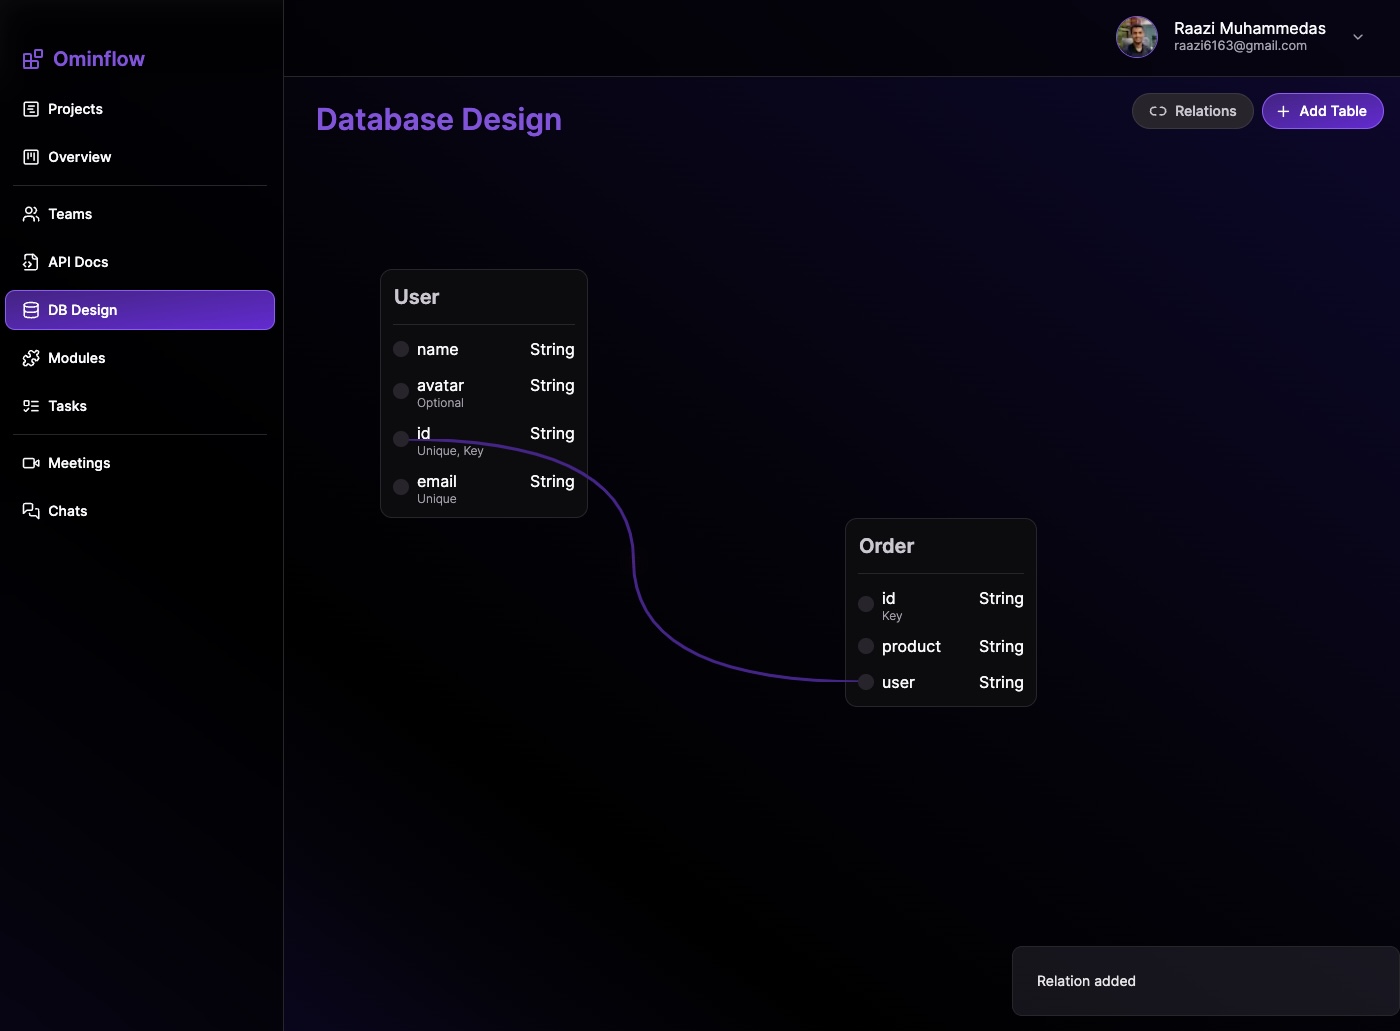 Ominflow
Projects
Overview
Teams
API Docs
DB Design
Modules
Tasks
Meetings
Chats
Raazi Muhammedas
raazi6163@gmail.com
Database Design
Relations
Add Table
User
name String
avatar String
Optional
id String
Unique, Key
email String
Unique
Order
id String
Key
product String
user String
Relation added